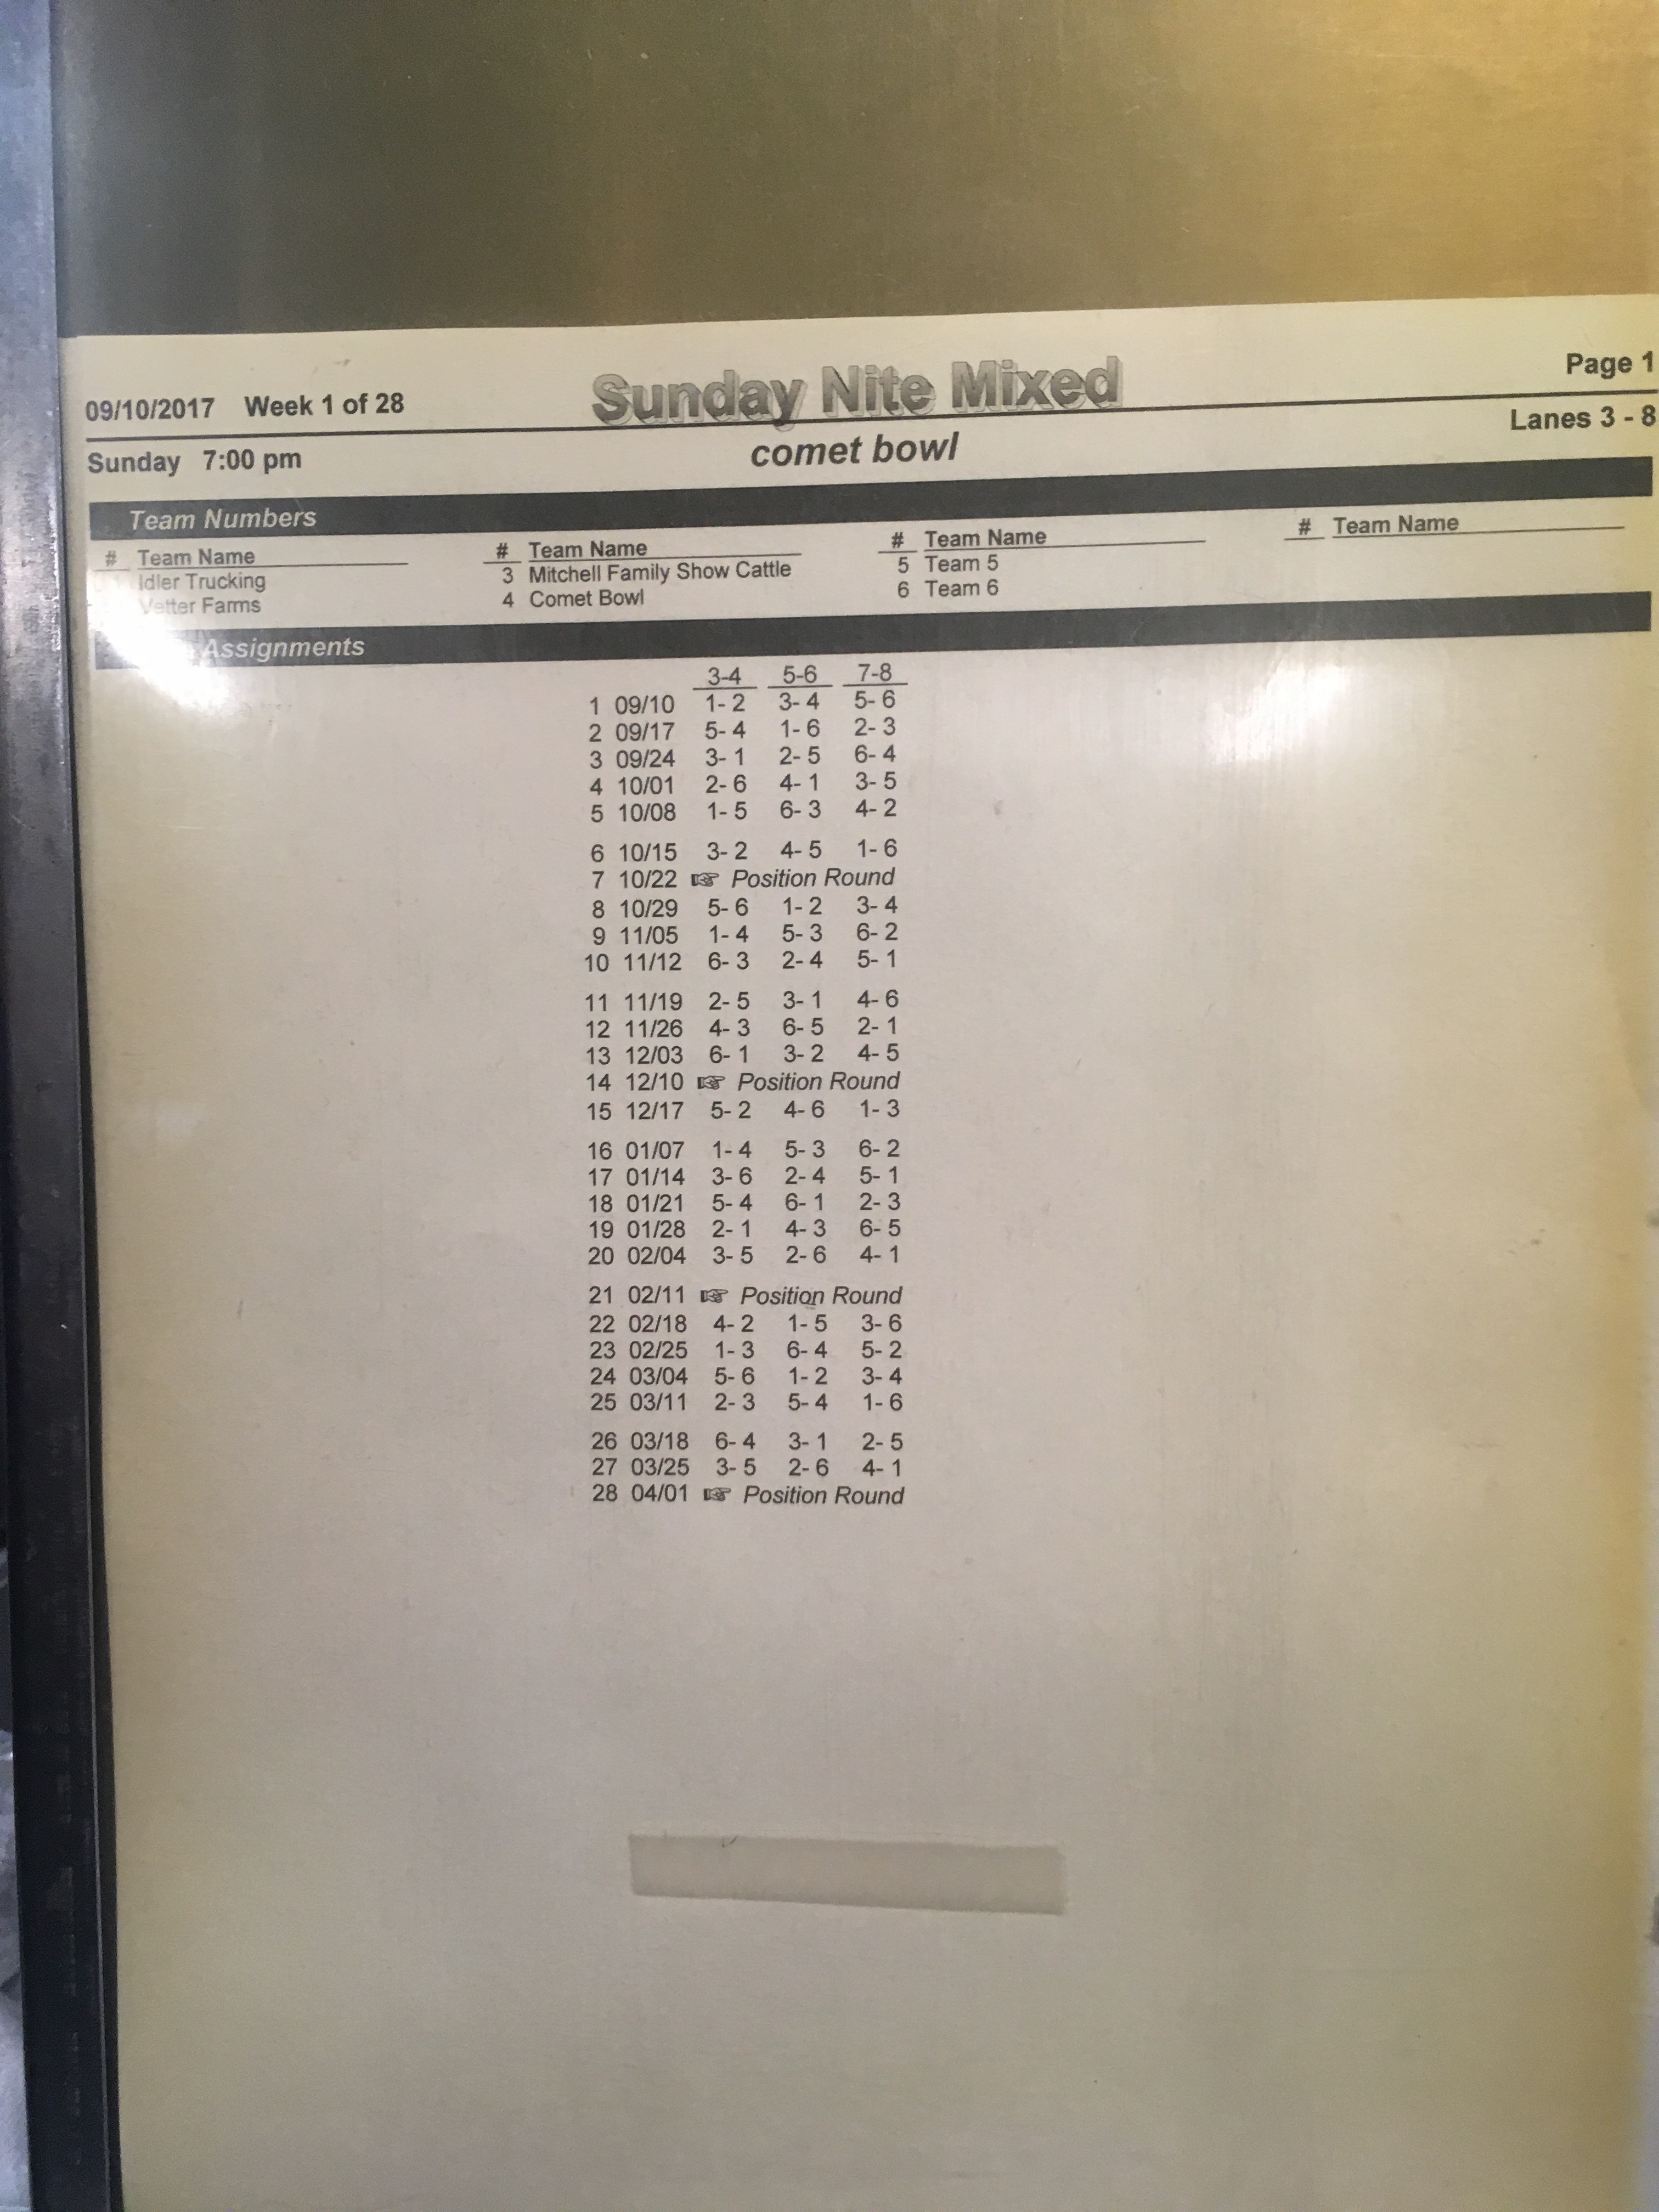 Page 1
09/10/2017 Week 1 of 28 Sunday Nite Mixed
Lanes 3 - 8
Sunday 7:00 pm comet bowl
Team Numbers
# Team Name # Team Name # Team Name # Team Name
Idler Trucking 3 Mitchell Family Show Cattle 5 Team 5
Vetter Farms 4 Comet Bowl 6 Team 6
Assignments
3-4 5-6 7-8
1 09/10 1- 2 3- 4 5- 6
2 09/17 5- 4 1- 6 2- 3
3 09/24 3- 1 2- 5 6- 4
4 10/01 2- 6 4- 1 3- 5
5 10/08 1- 5 6- 3 4- 2
6 10/15 3- 2 4- 5 1- 6
7 10/22 ☞ Position Round
8 10/29 5- 6 1- 2 3- 4
9 11/05 1- 4 5- 3 6- 2
10 11/12 6- 3 2- 4 5- 1
11 11/19 2- 5 3- 1 4- 6
12 11/26 4- 3 6- 5 2- 1
13 12/03 6- 1 3- 2 4- 5
14 12/10 ☞ Position Round
15 12/17 5- 2 4- 6 1- 3
16 01/07 1- 4 5- 3 6- 2
17 01/14 3- 6 2- 4 5- 1
18 01/21 5- 4 6- 1 2- 3
19 01/28 2- 1 4- 3 6- 5
20 02/04 3- 5 2- 6 4- 1
21 02/11 ☞ Position Round
22 02/18 4- 2 1- 5 3- 6
23 02/25 1- 3 6- 4 5- 2
24 03/04 5- 6 1- 2 3- 4
25 03/11 2- 3 5- 4 1- 6
26 03/18 6- 4 3- 1 2- 5
27 03/25 3- 5 2- 6 4- 1
28 04/01 ☞ Position Round